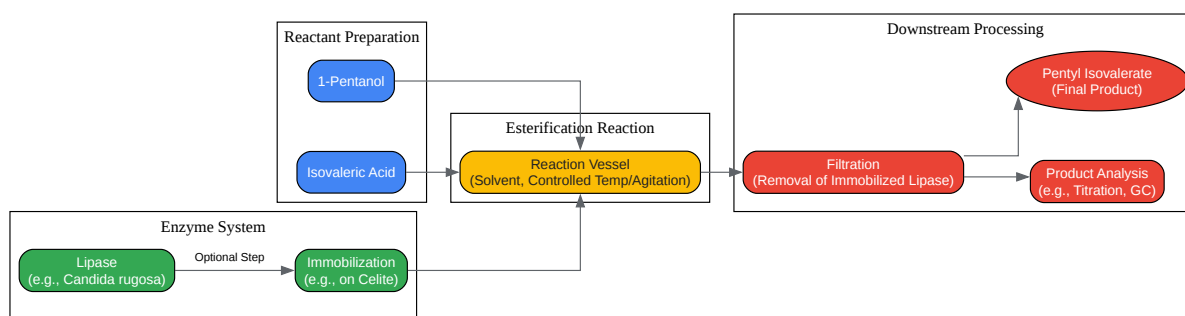 Reactant Preparation
1-Pentanol
Isovaleric Acid
Enzyme System
Lipase
(e.g., Candida rugosa)
Optional Step
Immobilization
(e.g., on Celite)
Esterification Reaction
Reaction Vessel
(Solvent, Controlled Temp/Agitation)
Downstream Processing
Filtration
(Removal of Immobilized Lipase)
Pentyl Isovalerate
(Final Product)
Product Analysis
(e.g., Titration, GC)